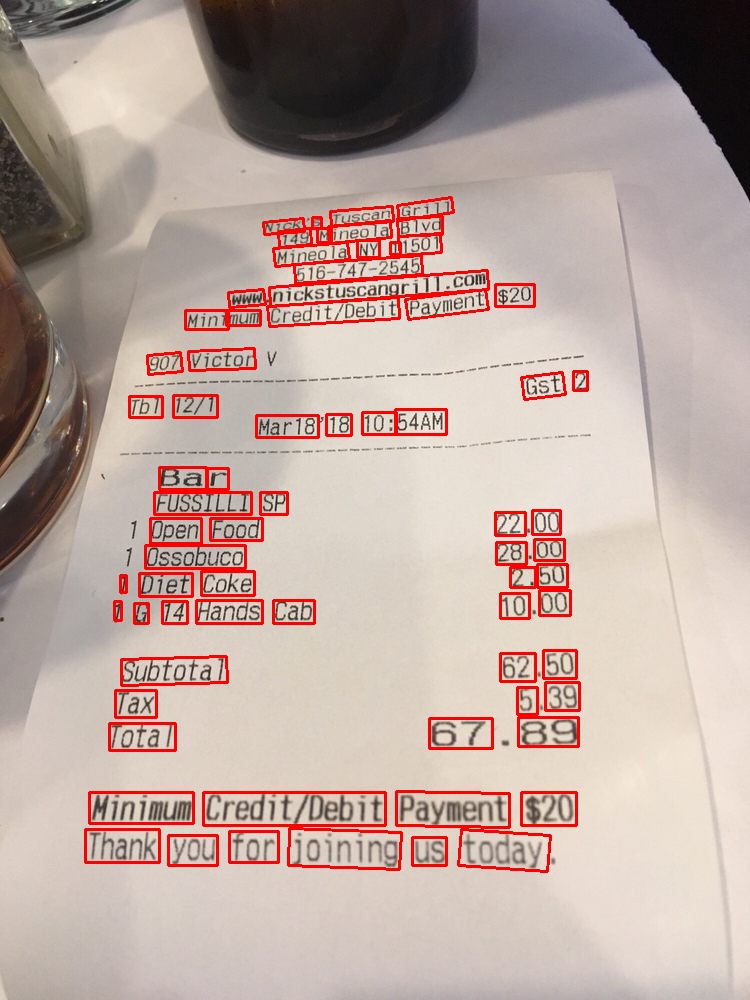 Nick's Tuscan Grill
149 Mineola Blvd
Mineola NY 11501
516-747-2545
www.nickstuscangrill.com
Minimum Credit/Debit Payment $20
907 Victor V
Tbl 12/1 Gst 2
Mar18'18 10:54AM
Bar
FUSSILLI SP
1 Open Food 22.00
1 Ossobuco 28.00
1 Diet Coke 2.50
1 G 14 Hands Cab 10.00
Subtotal 62.50
Tax 5.39
Total 67.89
Minimum Credit/Debit Payment $20
Thank you for joining us today.